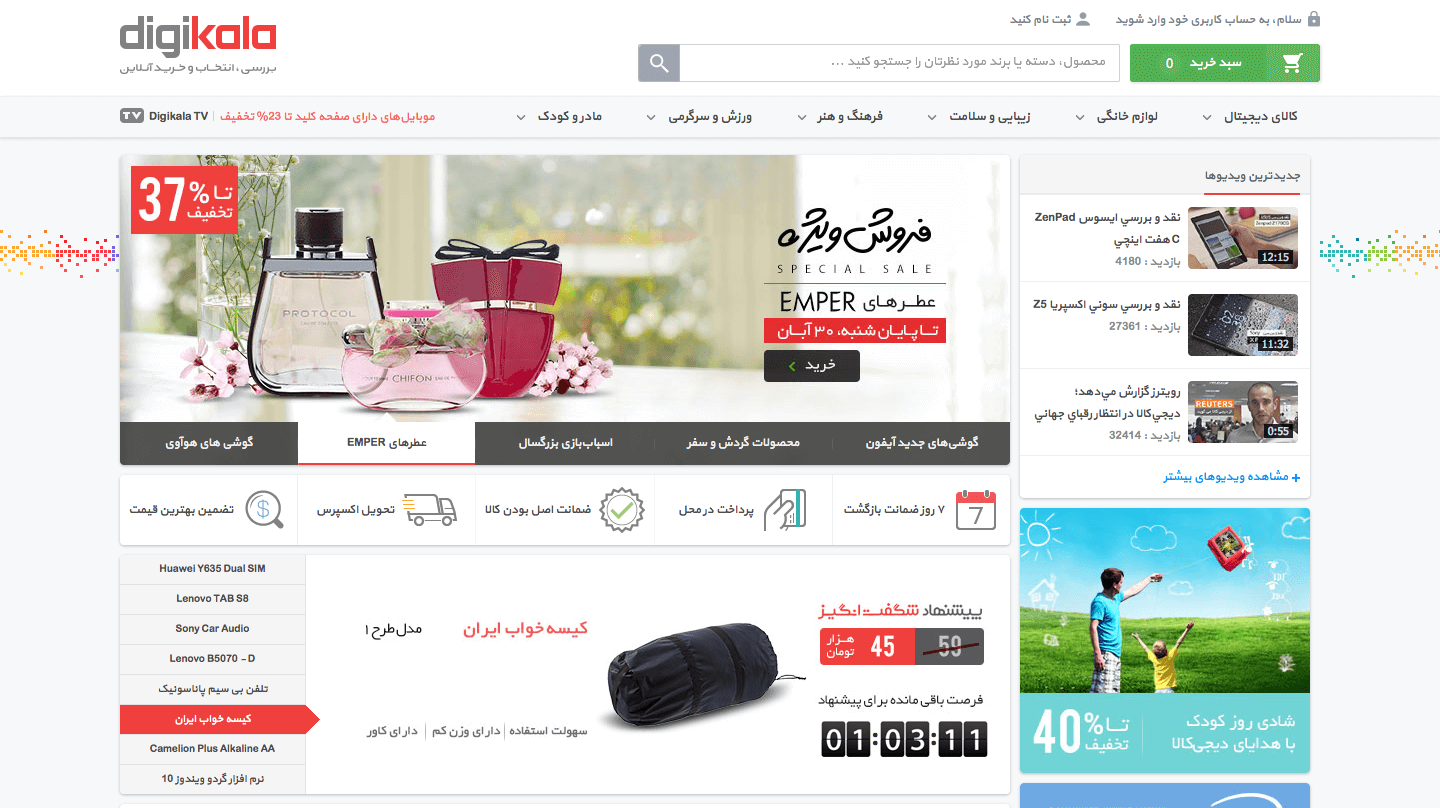 digikala
بررسی، انتخاب و خرید آنلاین
سلام، به حساب کاربری خود وارد شوید
ثبت نام کنید
سبد خرید 0
محصول، دسته یا برند مورد نظرتان را جستجو کنید ...
کالای دیجیتال
لوازم خانگی
زیبایی و سلامت
فرهنگ و هنر
ورزش و سرگرمی
مادر و کودک
موبایل‌های دارای صفحه کلید تا 23% تخفیف
TV Digikala TV
جدیدترین ویدیوها
نقد و بررسي ايسوس ZenPad
C هفت اينچي
بازدید : 4180
12:15
نقد و بررسي سوني اکسپريا Z5
بازدید : 27361
11:32
رويترز گزارش مي‌دهد؛
ديجي‌کالا در انتظار رقباي جهاني
بازدید : 32414
REUTERS
0:55
+ مشاهده ویدیوهای بیشتر
تا 37%
تخفیف
فروش ویژه
SPECIAL SALE
عطرهای EMPER
تا پایان شنبه، ۳۰ آبان
خرید
PROTOCOL
CHIFON
گوشی‌های جدید آیفون
محصولات گردش و سفر
اسباب‌بازی بزرگسال
عطرهای EMPER
گوشی های هوآوی
7
۷ روز ضمانت بازگشت
پرداخت در محل
ضمانت اصل بودن کالا
تحویل اکسپرس
تضمین بهترین قیمت
پیشنهاد شگفت‌انگیز
59
45 هزار تومان
فرصت باقی مانده برای پیشنهاد
01:03:11
کیسه خواب ایران
مدل طرح ۱
سهولت استفاده
دارای وزن کم
دارای کاور
Huawei Y635 Dual SIM
Lenovo TAB S8
Sony Car Audio
Lenovo B5070 - D
تلفن بی سیم پاناسونیک
کیسه خواب ایران
Camelion Plus Alkaline AA
نرم افزار گردو ویندوز 10
شادی روز کودک
با هدایای دیجی‌کالا
تا 40%
تخفیف